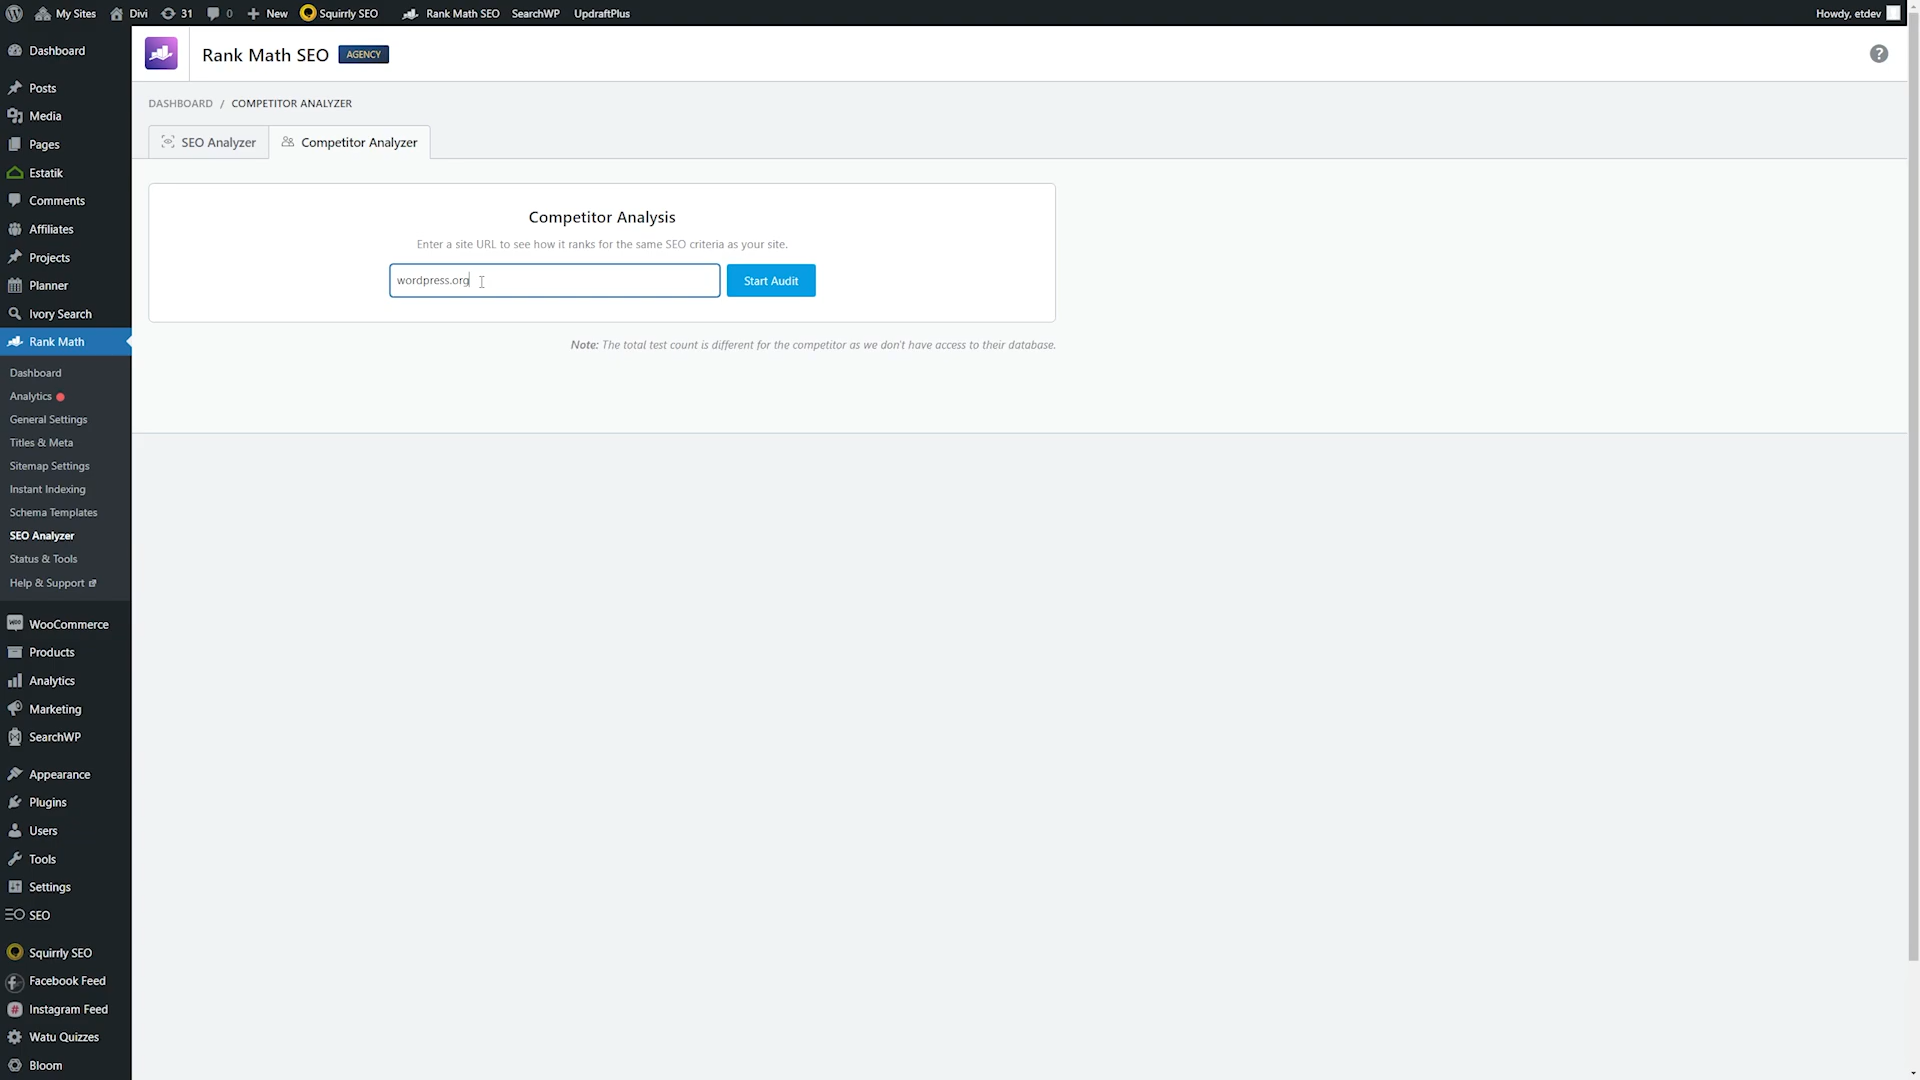 My Sites
Divi
31
0
New
Squirrly SEO
Rank Math SEO
SearchWP
UpdraftPlus
Howdy, etdev
Dashboard
Posts
Media
Pages
Estatik
Comments
Affiliates
Projects
Planner
Ivory Search
Rank Math
Dashboard
Analytics
General Settings
Titles & Meta
Sitemap Settings
Instant Indexing
Schema Templates
SEO Analyzer
Status & Tools
Help & Support
WooCommerce
Products
Analytics
Marketing
SearchWP
Appearance
Plugins
Users
Tools
Settings
SEO
Squirrly SEO
Facebook Feed
Instagram Feed
Watu Quizzes
Bloom
Rank Math SEO AGENCY
?
DASHBOARD / COMPETITOR ANALYZER
SEO Analyzer
Competitor Analyzer
Competitor Analysis
Enter a site URL to see how it ranks for the same SEO criteria as your site.
wordpress.org
Start Audit
Note: The total test count is different for the competitor as we don't have access to their database.